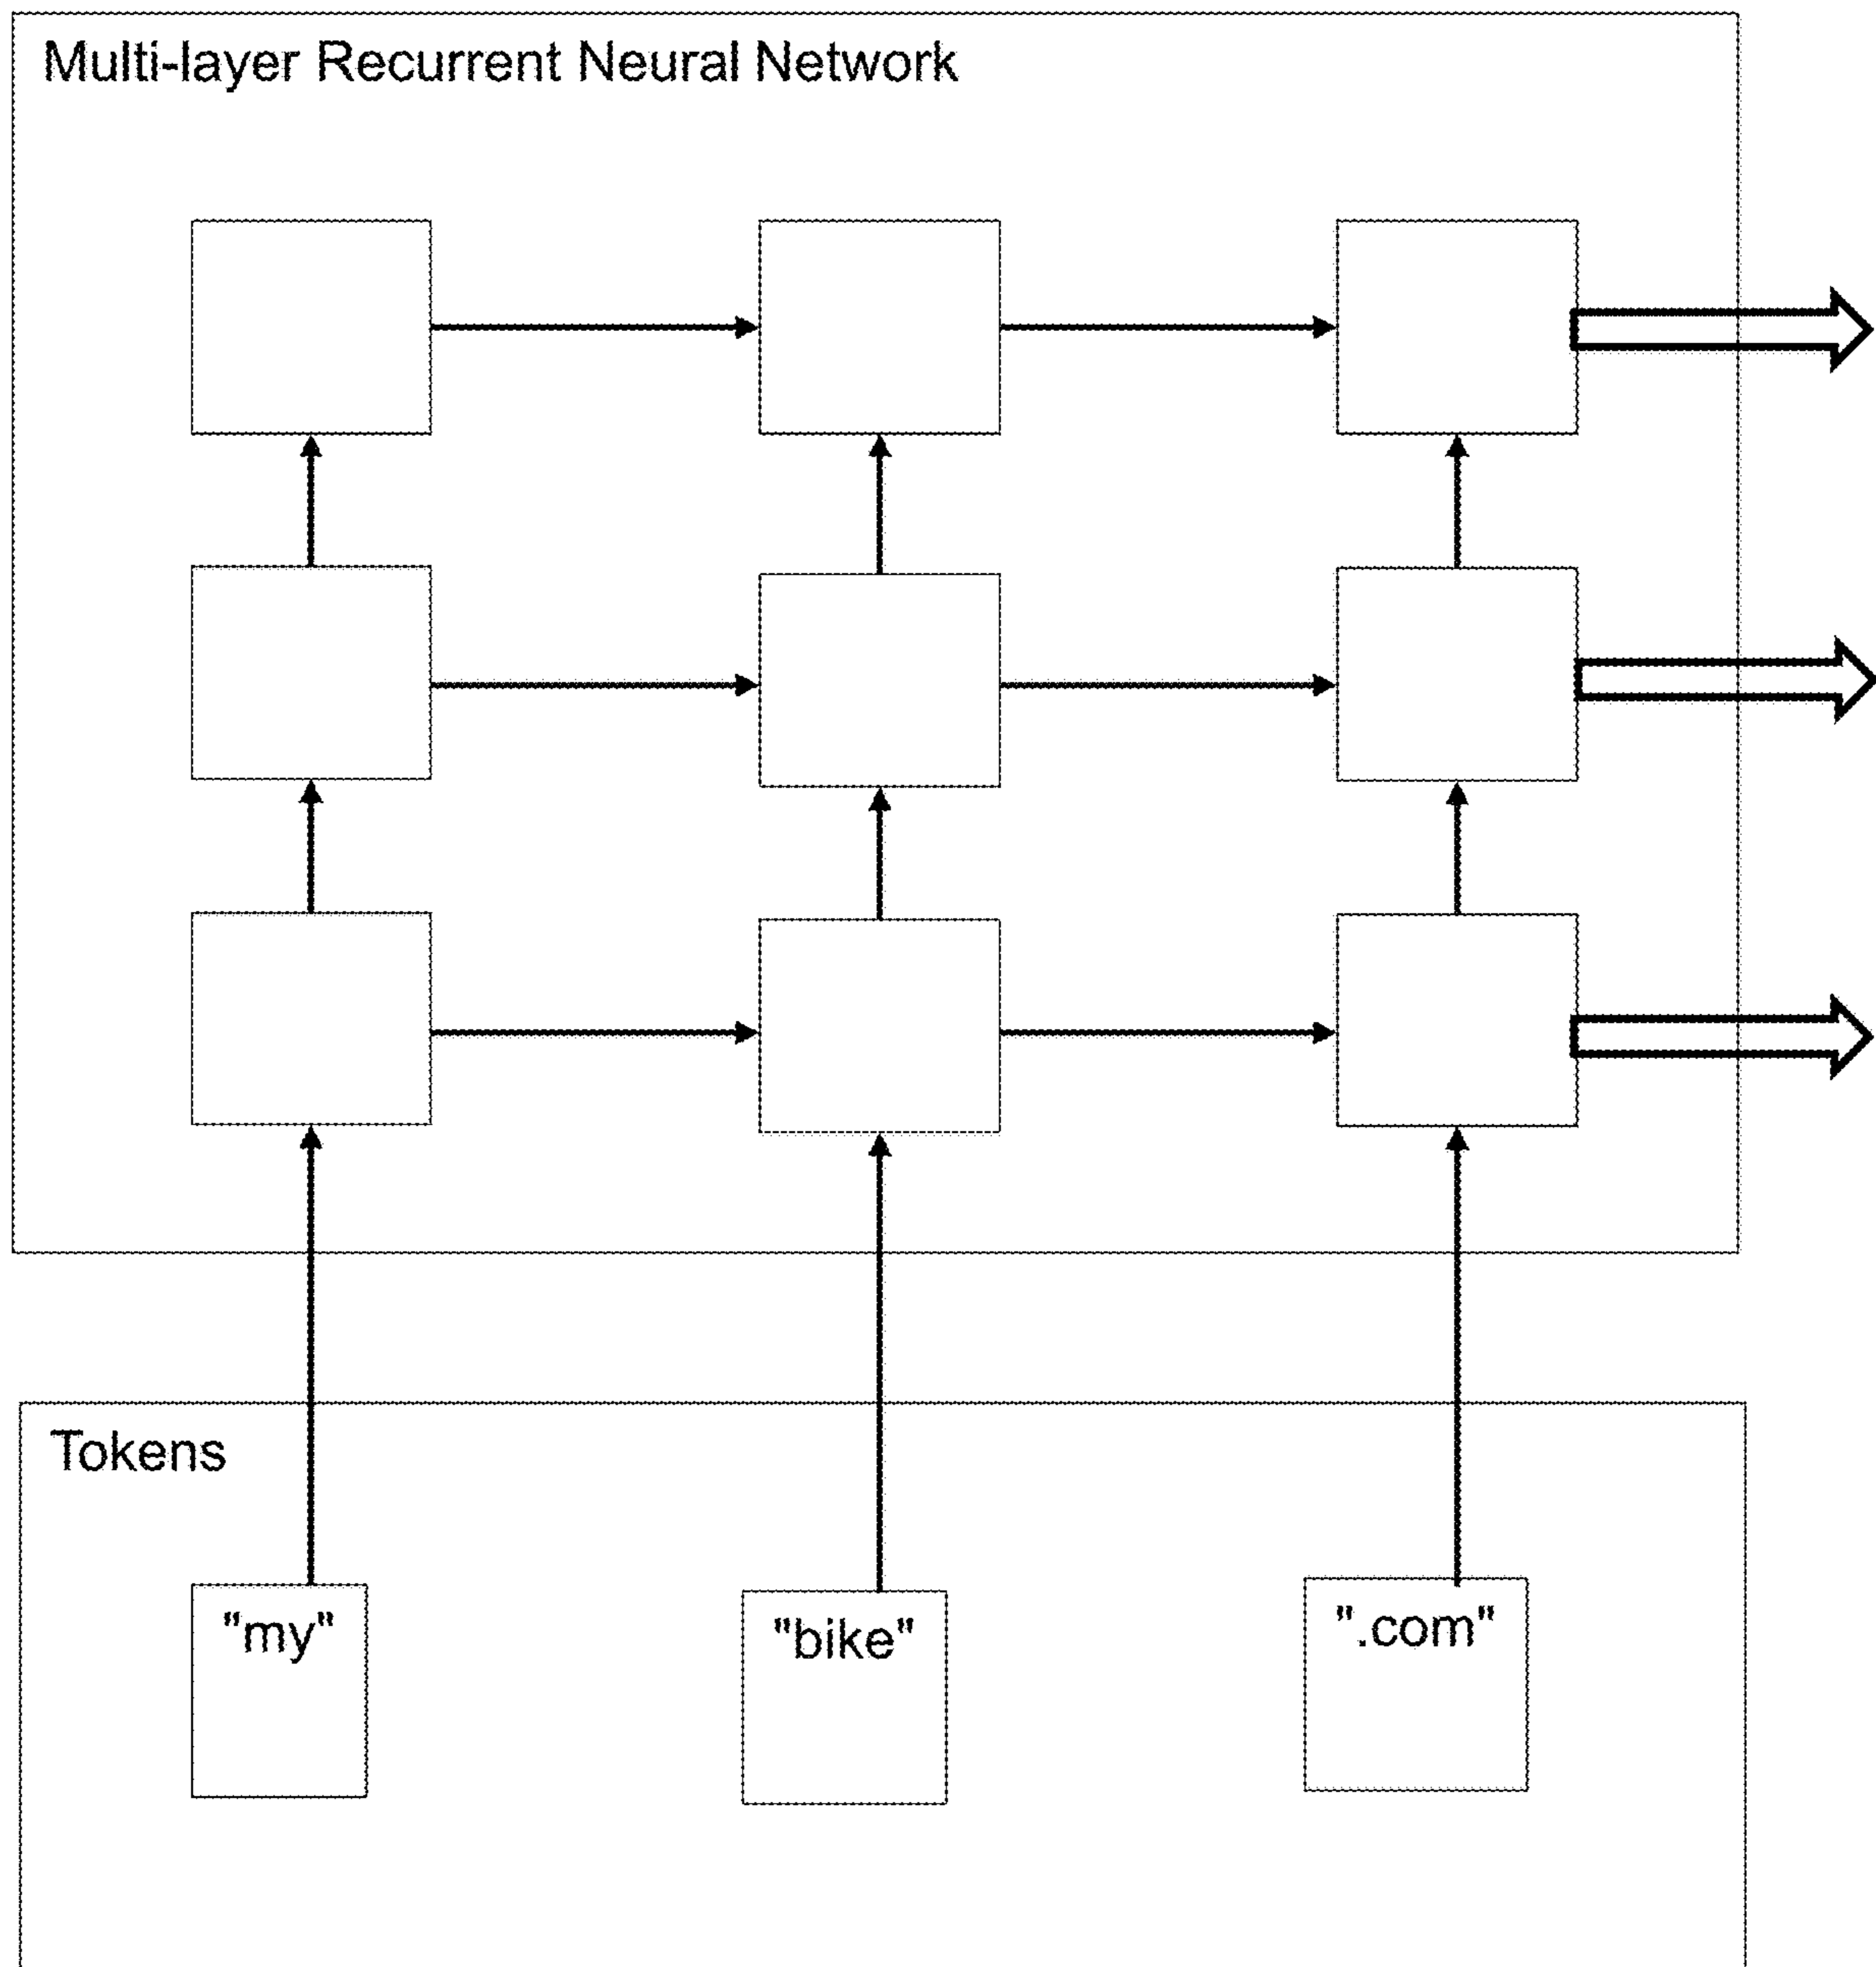 Multi-layer Recurrent Neural Network
Tokens
"my"
"bike"
".com"